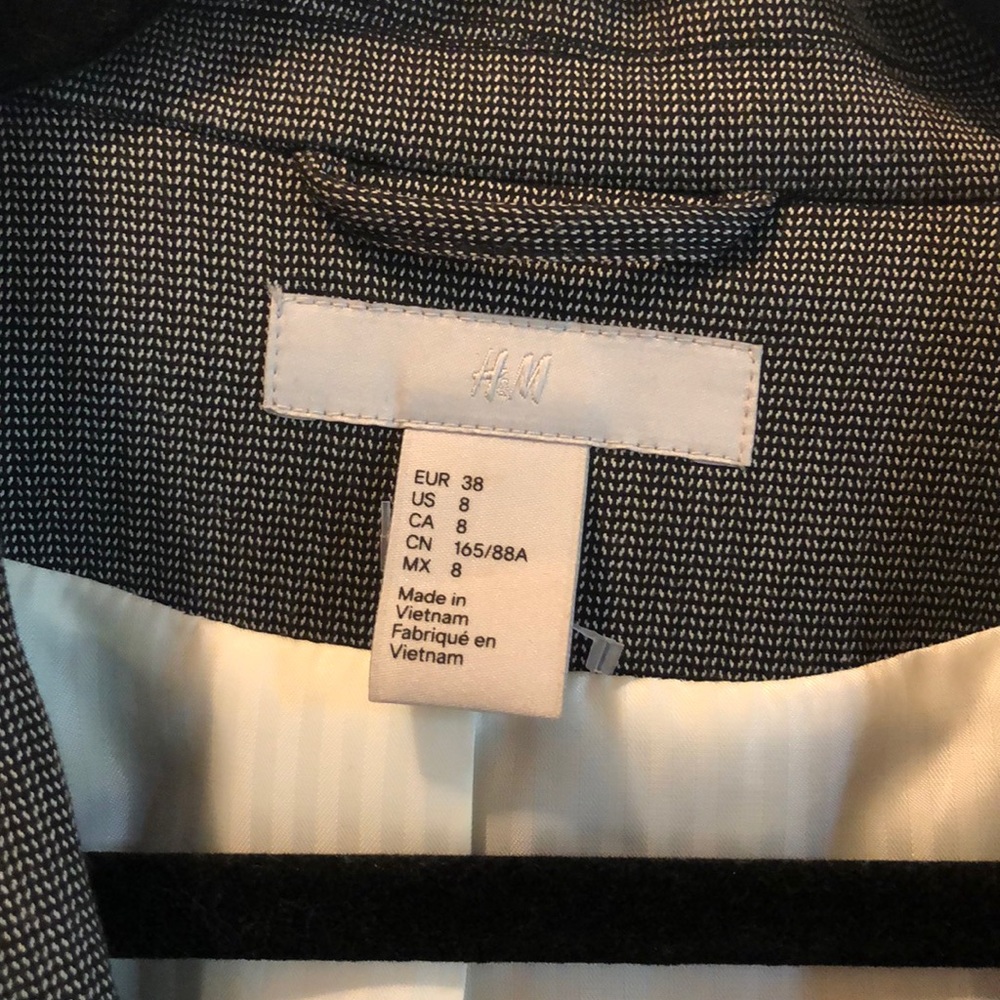 H&M
EUR 38
US 8
CA 8
CN 165/88A
MX 8
Made in
Vietnam
Fabriqué en
Vietnam